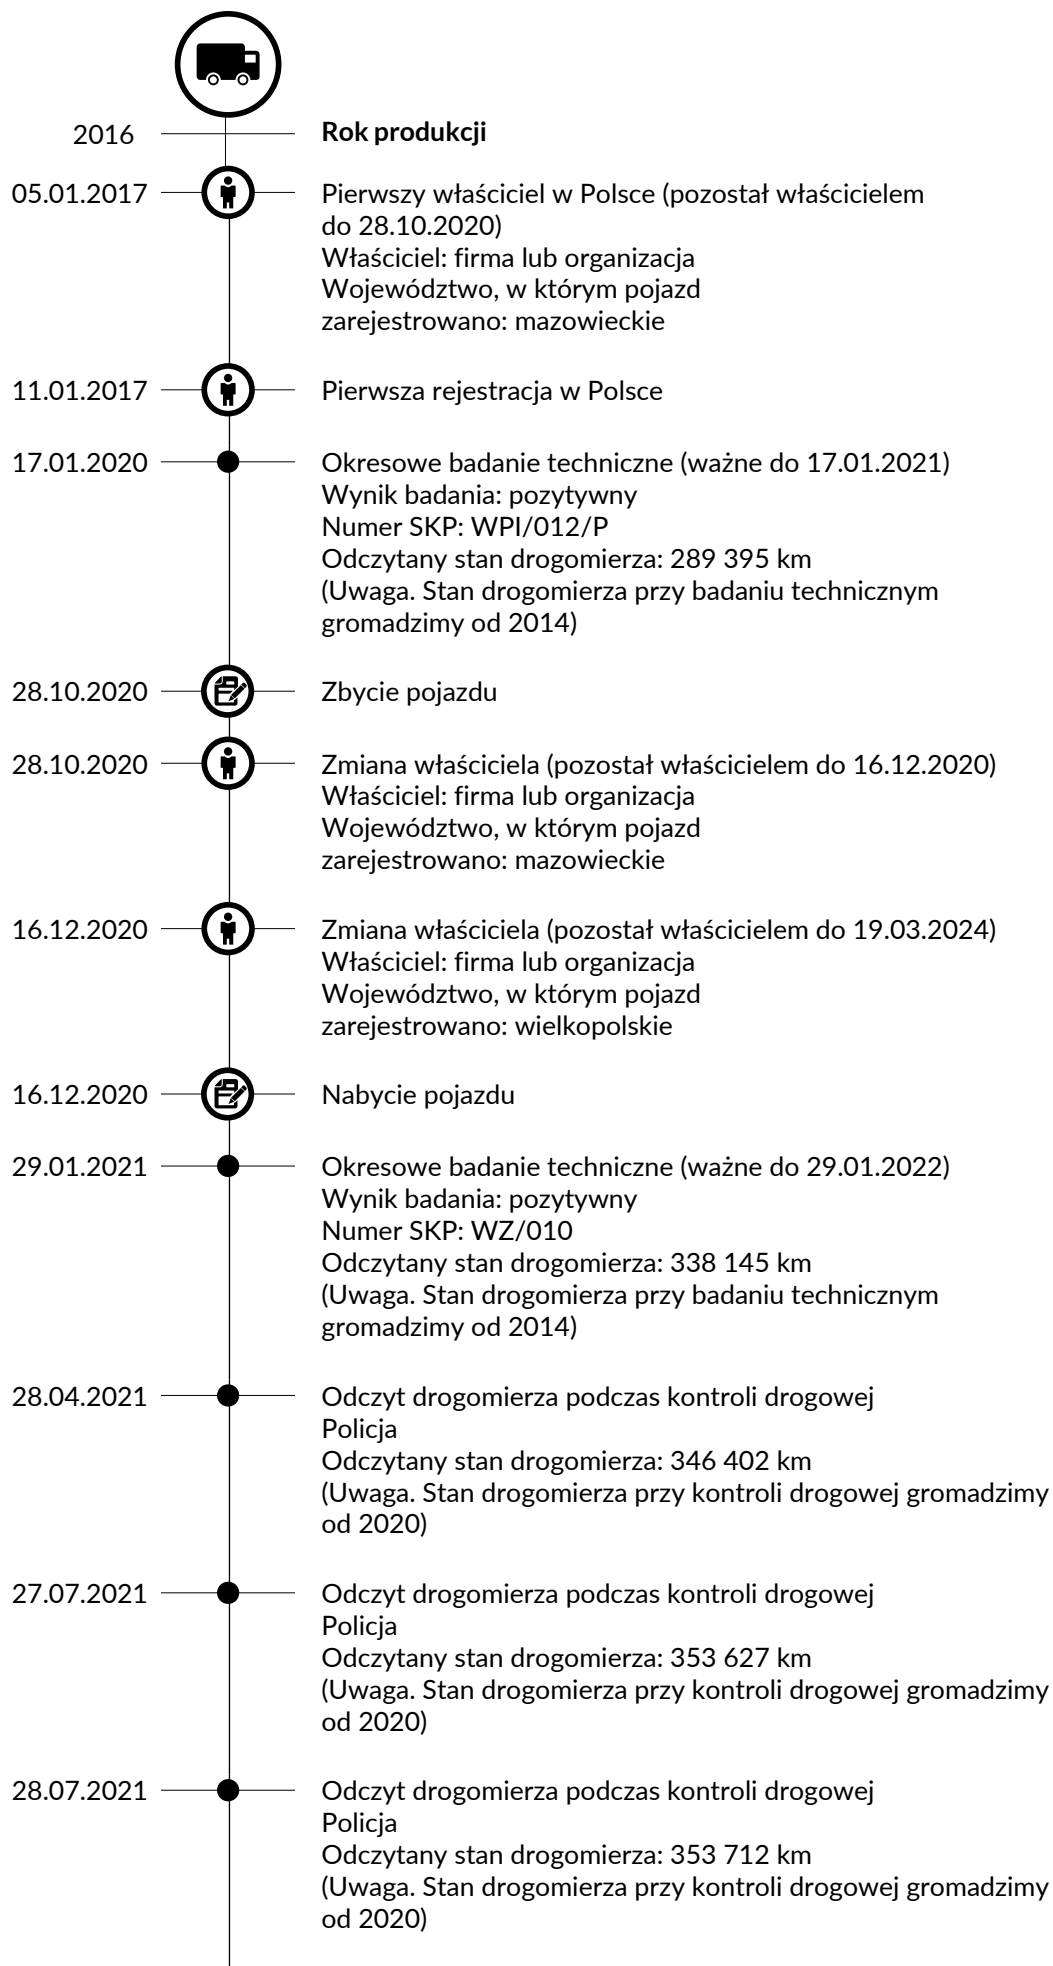 2016 Rok produkcji
05.01.2017 Pierwszy właściciel w Polsce (pozostał właścicielem
do 28.10.2020)
Właściciel: firma lub organizacja
Województwo, w którym pojazd
zarejestrowano: mazowieckie
11.01.2017 Pierwsza rejestracja w Polsce
17.01.2020 Okresowe badanie techniczne (ważne do 17.01.2021)
Wynik badania: pozytywny
Numer SKP: WPI/012/P
Odczytany stan drogomierza: 289 395 km
(Uwaga. Stan drogomierza przy badaniu technicznym
gromadzimy od 2014)
28.10.2020 Zbycie pojazdu
28.10.2020 Zmiana właściciela (pozostał właścicielem do 16.12.2020)
Właściciel: firma lub organizacja
Województwo, w którym pojazd
zarejestrowano: mazowieckie
16.12.2020 Zmiana właściciela (pozostał właścicielem do 19.03.2024)
Właściciel: firma lub organizacja
Województwo, w którym pojazd
zarejestrowano: wielkopolskie
16.12.2020 Nabycie pojazdu
29.01.2021 Okresowe badanie techniczne (ważne do 29.01.2022)
Wynik badania: pozytywny
Numer SKP: WZ/010
Odczytany stan drogomierza: 338 145 km
(Uwaga. Stan drogomierza przy badaniu technicznym
gromadzimy od 2014)
28.04.2021 Odczyt drogomierza podczas kontroli drogowej
Policja
Odczytany stan drogomierza: 346 402 km
(Uwaga. Stan drogomierza przy kontroli drogowej gromadzimy
od 2020)
27.07.2021 Odczyt drogomierza podczas kontroli drogowej
Policja
Odczytany stan drogomierza: 353 627 km
(Uwaga. Stan drogomierza przy kontroli drogowej gromadzimy
od 2020)
28.07.2021 Odczyt drogomierza podczas kontroli drogowej
Policja
Odczytany stan drogomierza: 353 712 km
(Uwaga. Stan drogomierza przy kontroli drogowej gromadzimy
od 2020)